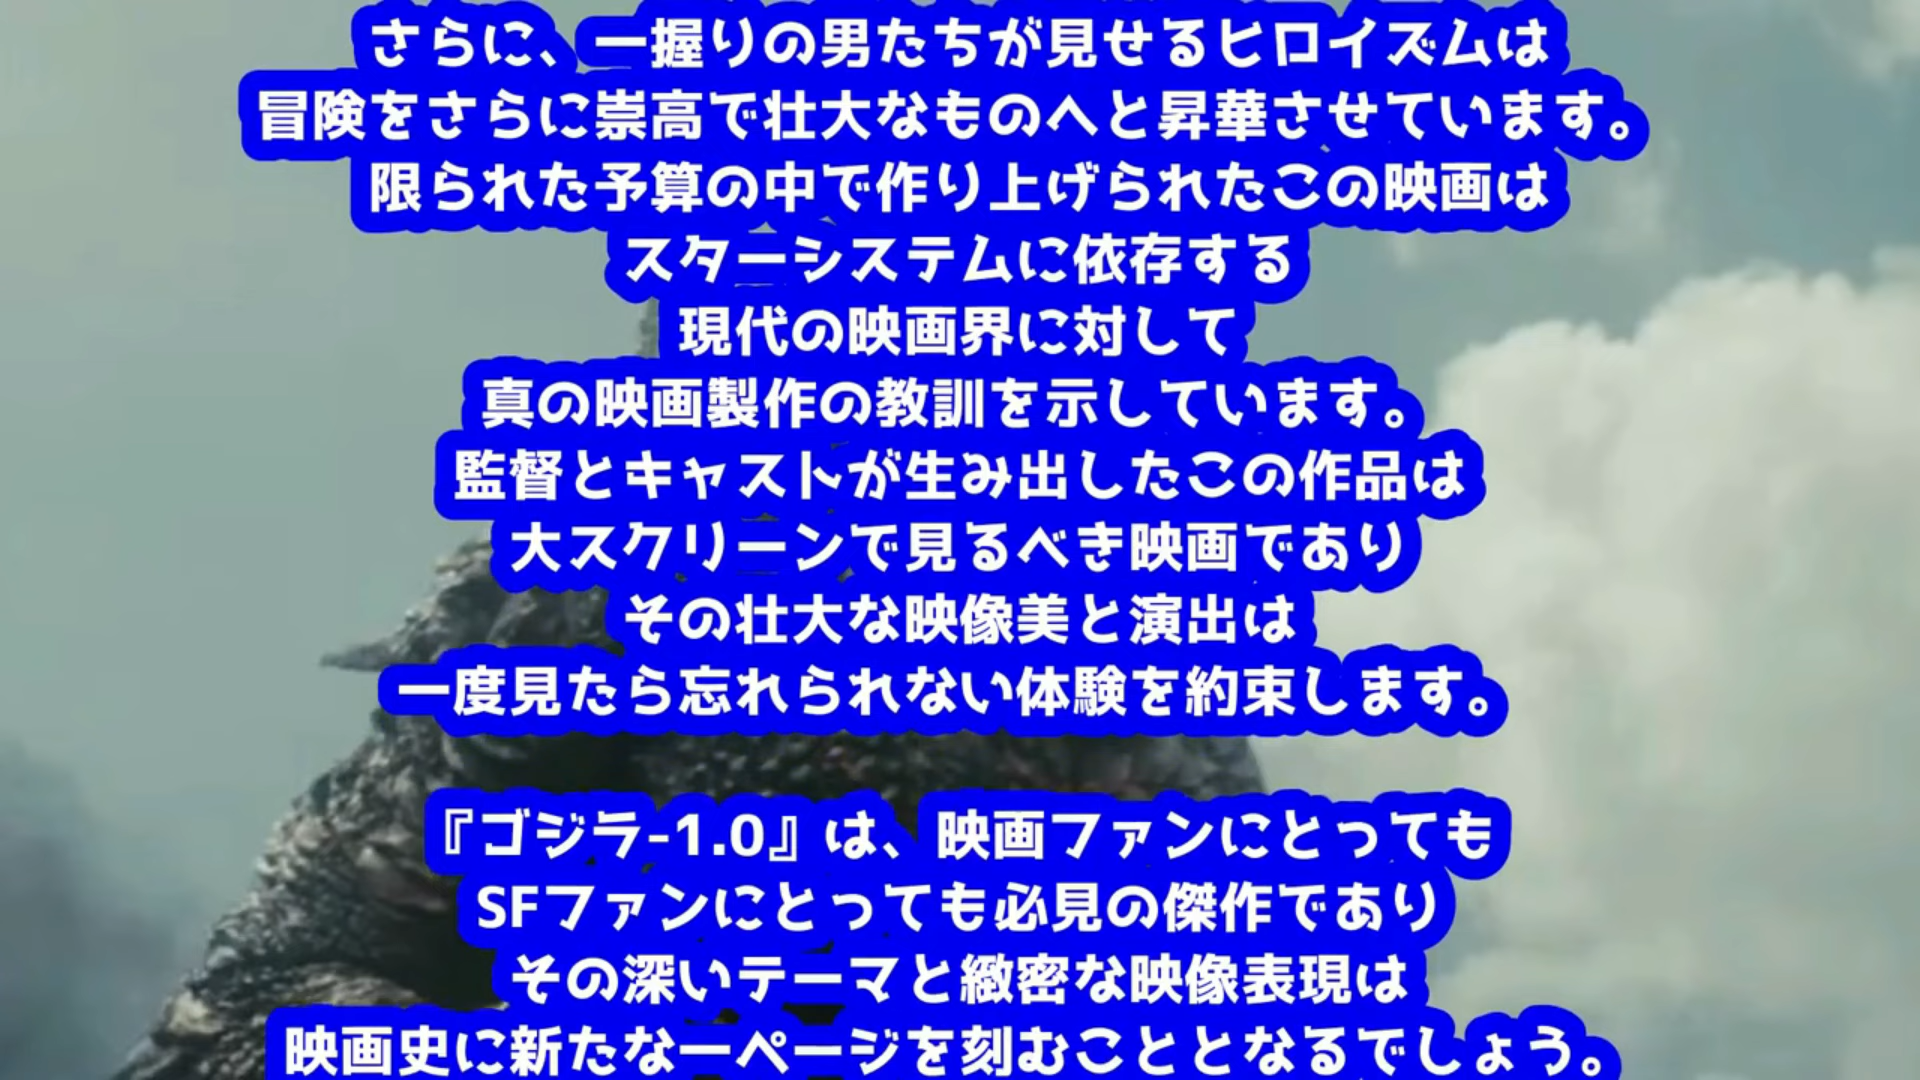 さらに、一握りの男たちが見せるヒロイズムは
冒険をさらに崇高で壮大なものへと昇華させています。
限られた予算の中で作り上げられたこの映画は
スターシステムに依存する
現代の映画界に対して
真の映画製作の教訓を示しています。
監督とキャストが生み出したこの作品は
大スクリーンで見るべき映画であり
その壮大な映像美と演出は
一度見たら忘れられない体験を約束します。
『ゴジラ-1.0』は、映画ファンにとっても
SFファンにとっても必見の傑作であり
その深いテーマと緻密な映像表現は
映画史に新たな一ページを刻むこととなるでしょう。